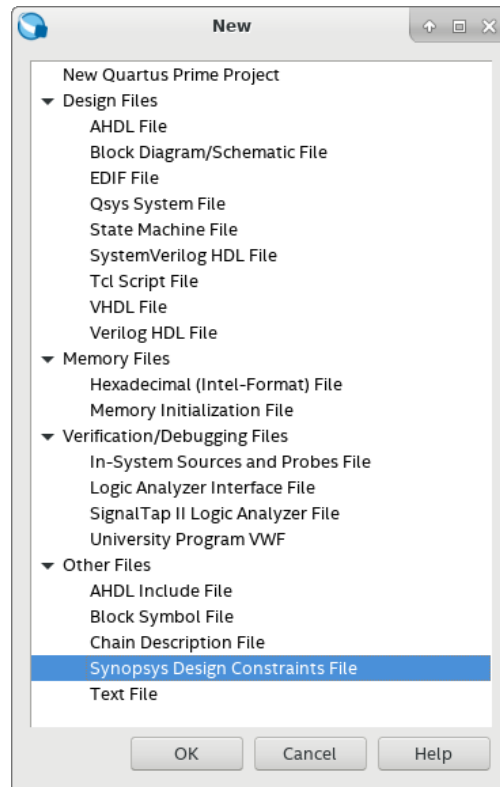 New
New Quartus Prime Project
Design Files
AHDL File
Block Diagram/Schematic File
EDIF File
Qsys System File
State Machine File
SystemVerilog HDL File
Tcl Script File
VHDL File
Verilog HDL File
Memory Files
Hexadecimal (Intel-Format) File
Memory Initialization File
Verification/Debugging Files
In-System Sources and Probes File
Logic Analyzer Interface File
SignalTap II Logic Analyzer File
University Program VWF
Other Files
AHDL Include File
Block Symbol File
Chain Description File
Synopsys Design Constraints File
Text File
OK Cancel Help